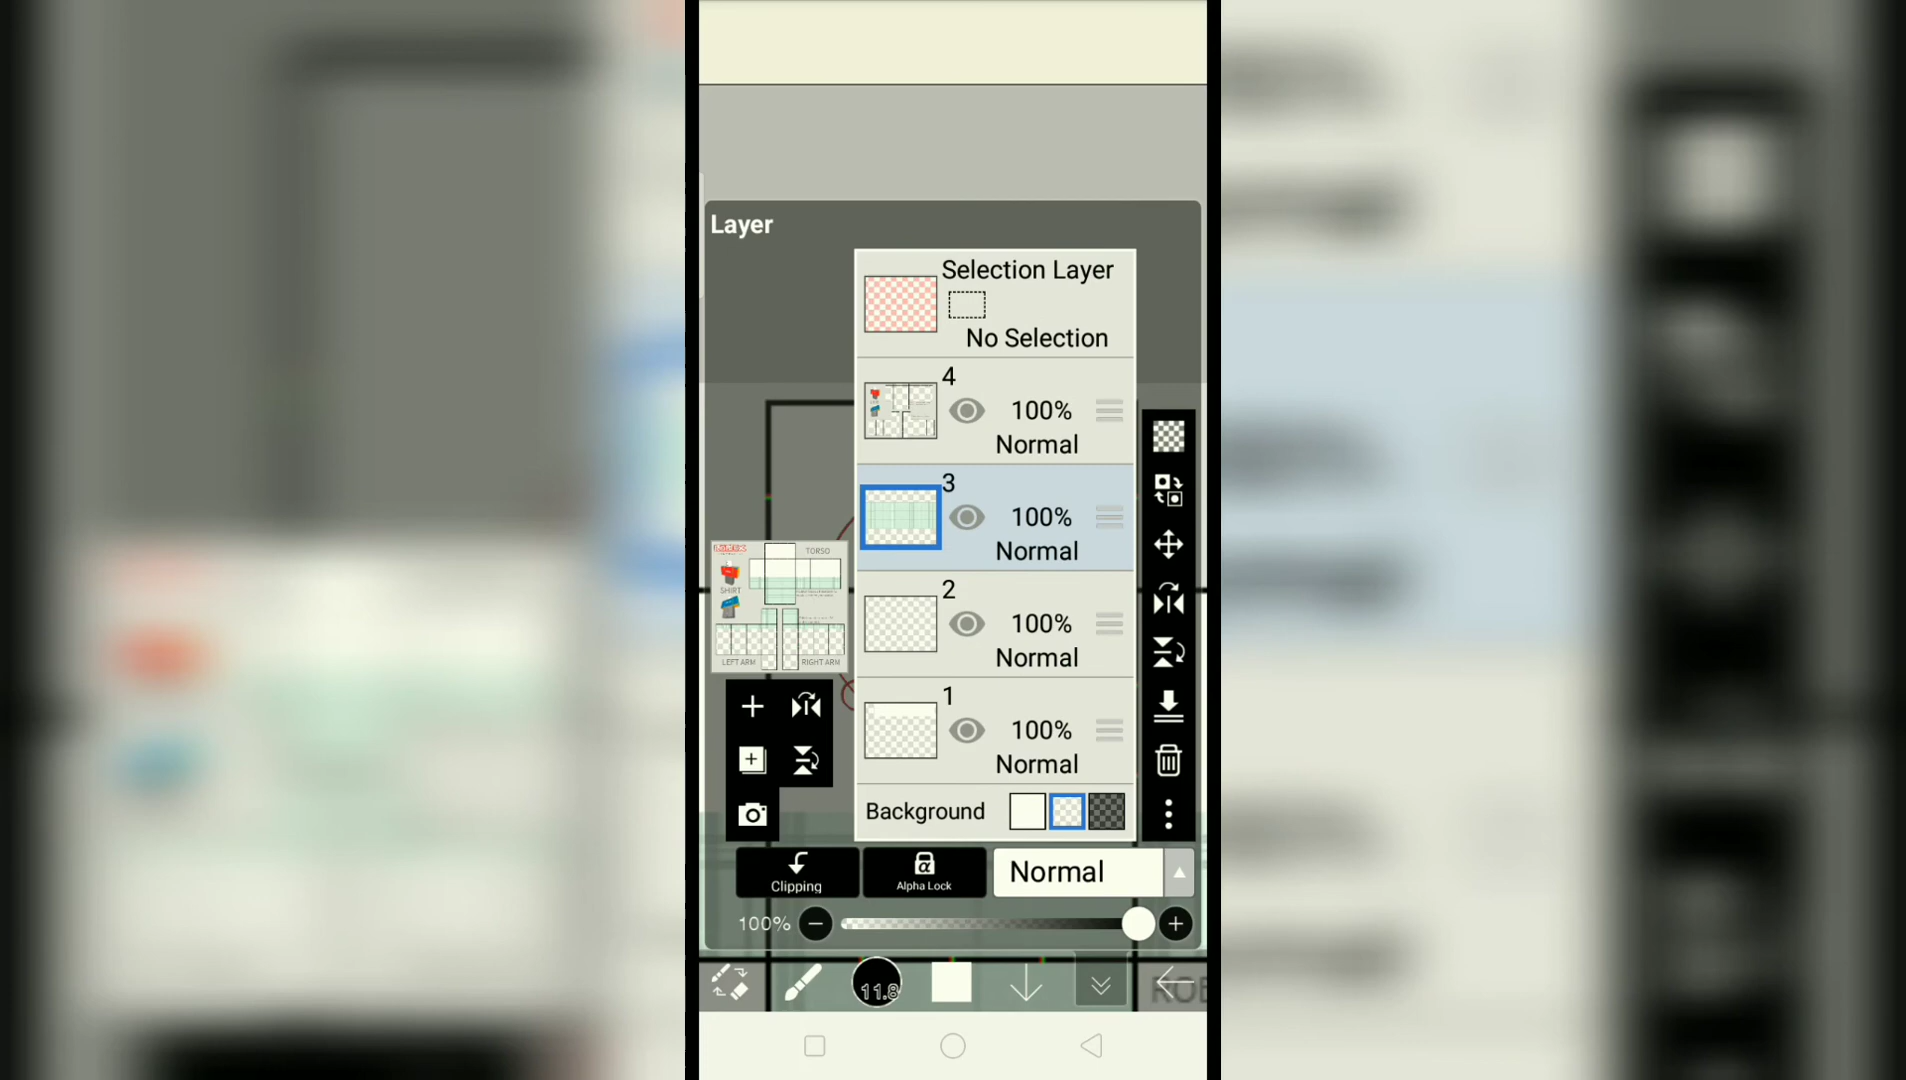 Layer
Selection Layer
No Selection
4
100%
Normal
3
100%
Normal
2
100%
Normal
1
100%
Normal
Background
TORSO
SHIRT
LEFT ARM
RIGHT ARM
Clipping
α
Alpha Lock
Normal
100%
11.8